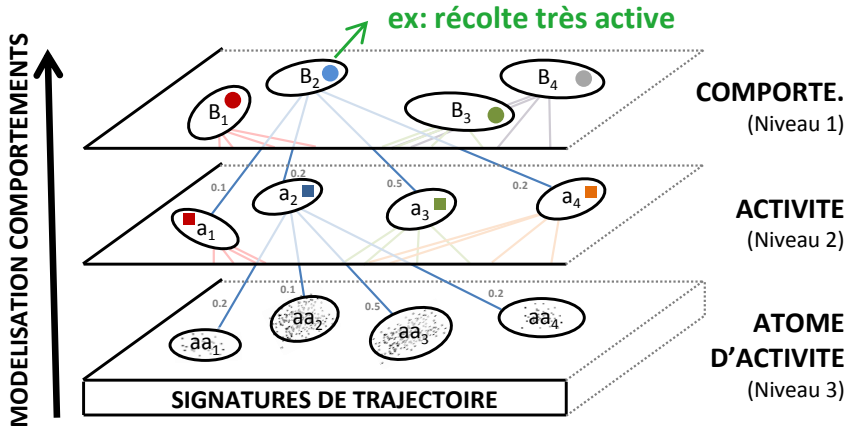 ex: récolte très active
MODELISATION COMPORTEMENTS
B1
B2
B3
B4
COMPORTE.
(Niveau 1)
0.1
0.2
0.5
0.2
a1
a2
a3
a4
ACTIVITE
(Niveau 2)
0.2
0.1
0.5
0.2
aa1
aa2
aa3
aa4
ATOME
D'ACTIVITE
(Niveau 3)
SIGNATURES DE TRAJECTOIRE